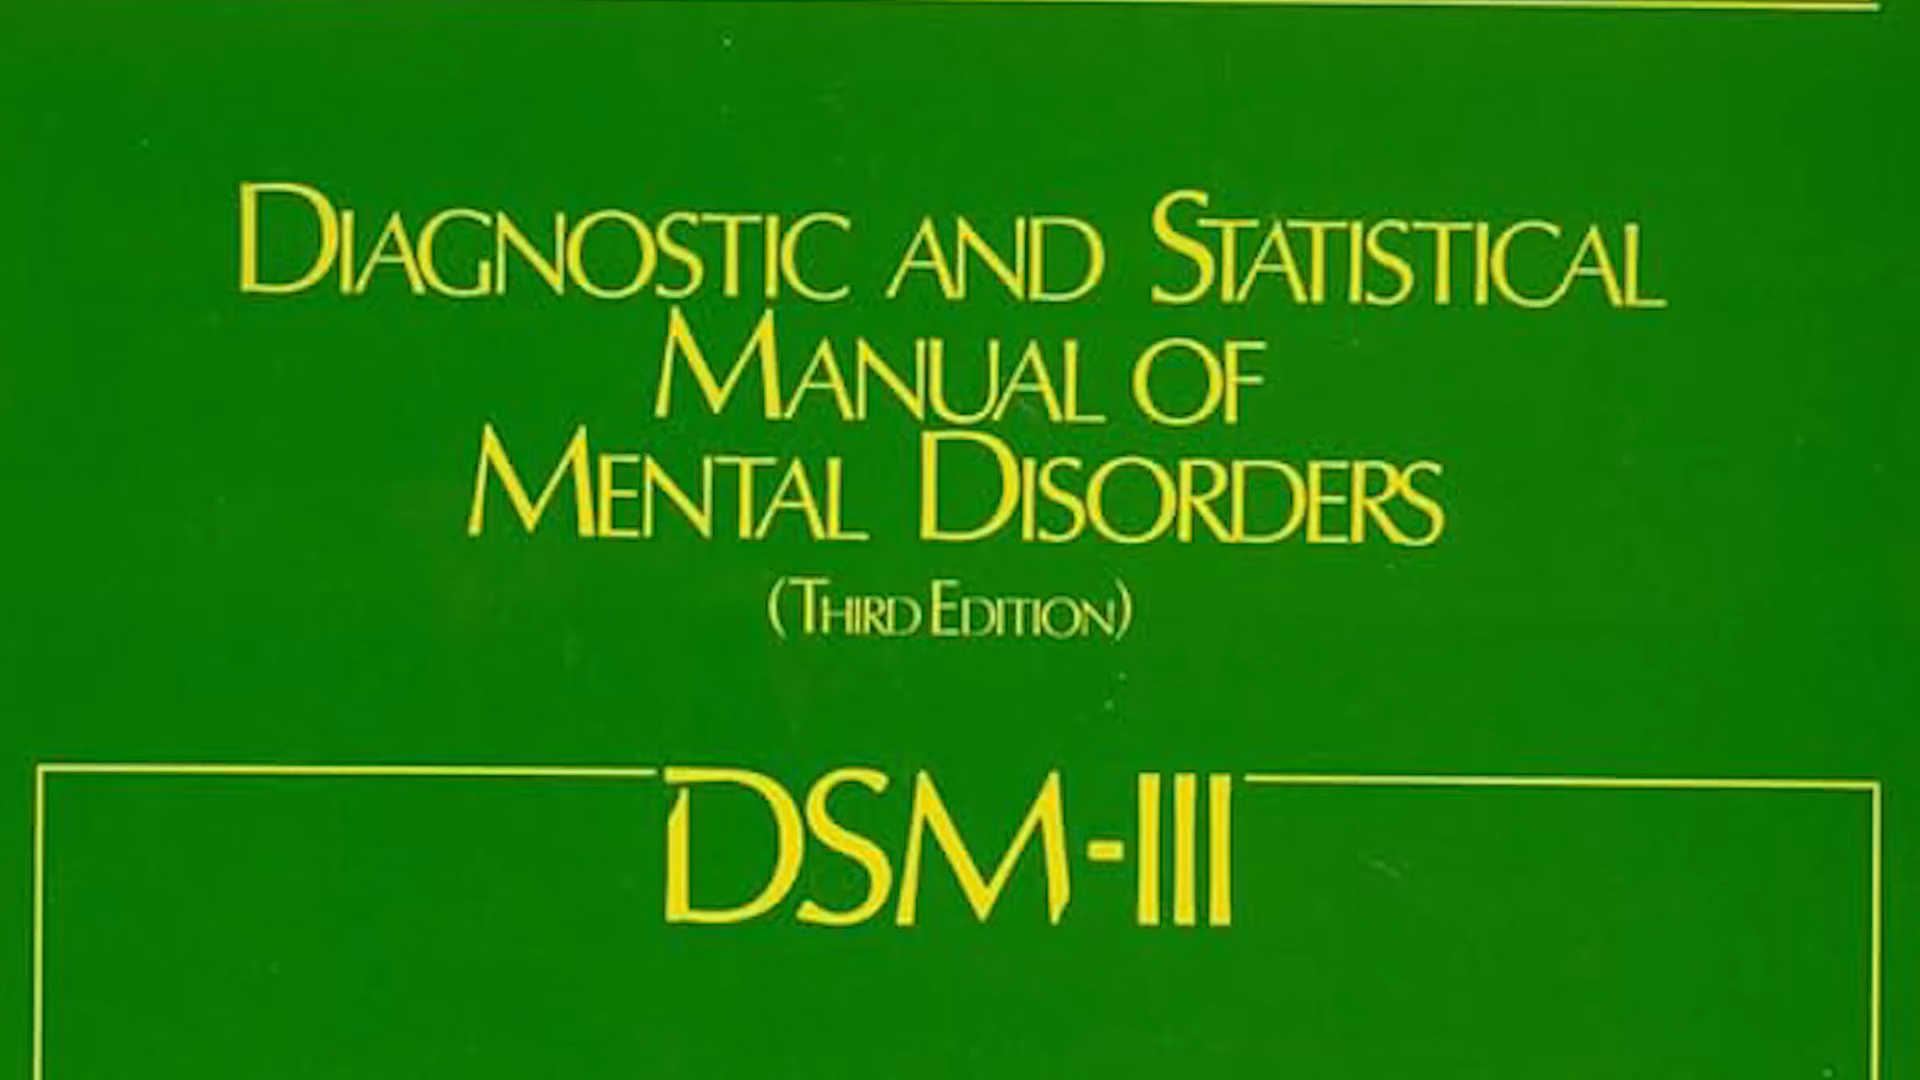 DIAGNOSTIC AND STATISTICAL
MANUAL OF
MENTAL DISORDERS
(THIRD EDITION)
DSM-III